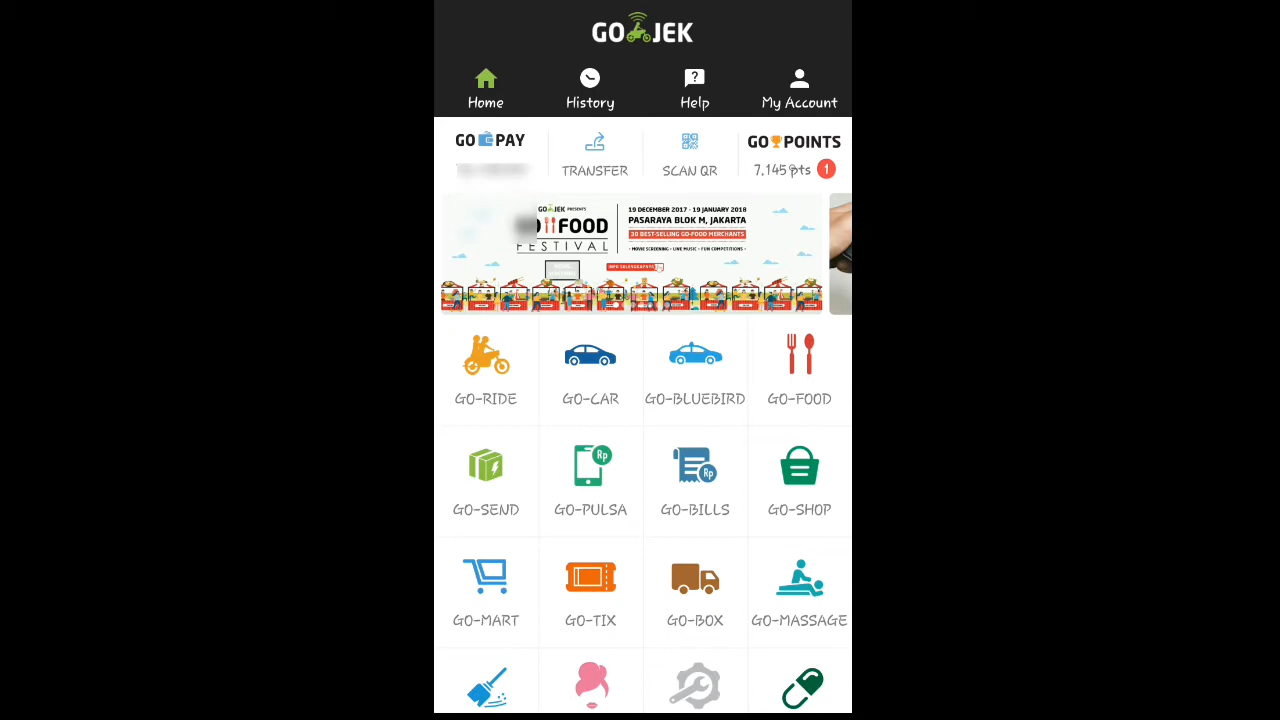 GO JEK
Home History Help My Account
GO PAY TRANSFER SCAN QR GO POINTS
7.145 pts 1
GO JEK PRESENTS
FOOD
FESTIVAL
19 DECEMBER 2017 - 19 JANUARY 2018
PASARAYA BLOK M, JAKARTA
30 BEST-SELLING GO-FOOD MERCHANTS
• MOVIE SCREENING • LIVE MUSIC • FUN COMPETITIONS •
GO-RIDE GO-CAR GO-BLUEBIRD GO-FOOD
Rp Rp
GO-SEND GO-PULSA GO-BILLS GO-SHOP
GO-MART GO-TIX GO-BOX GO-MASSAGE